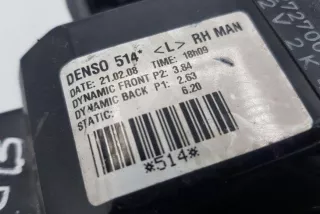 DENSO 514* <L> RH MAN
DATE: 21.02.08 TIME: 18h09
DYNAMIC FRONT P2: 3.84
DYNAMIC BACK P1: 2.63
STATIC: 6.20
*514*